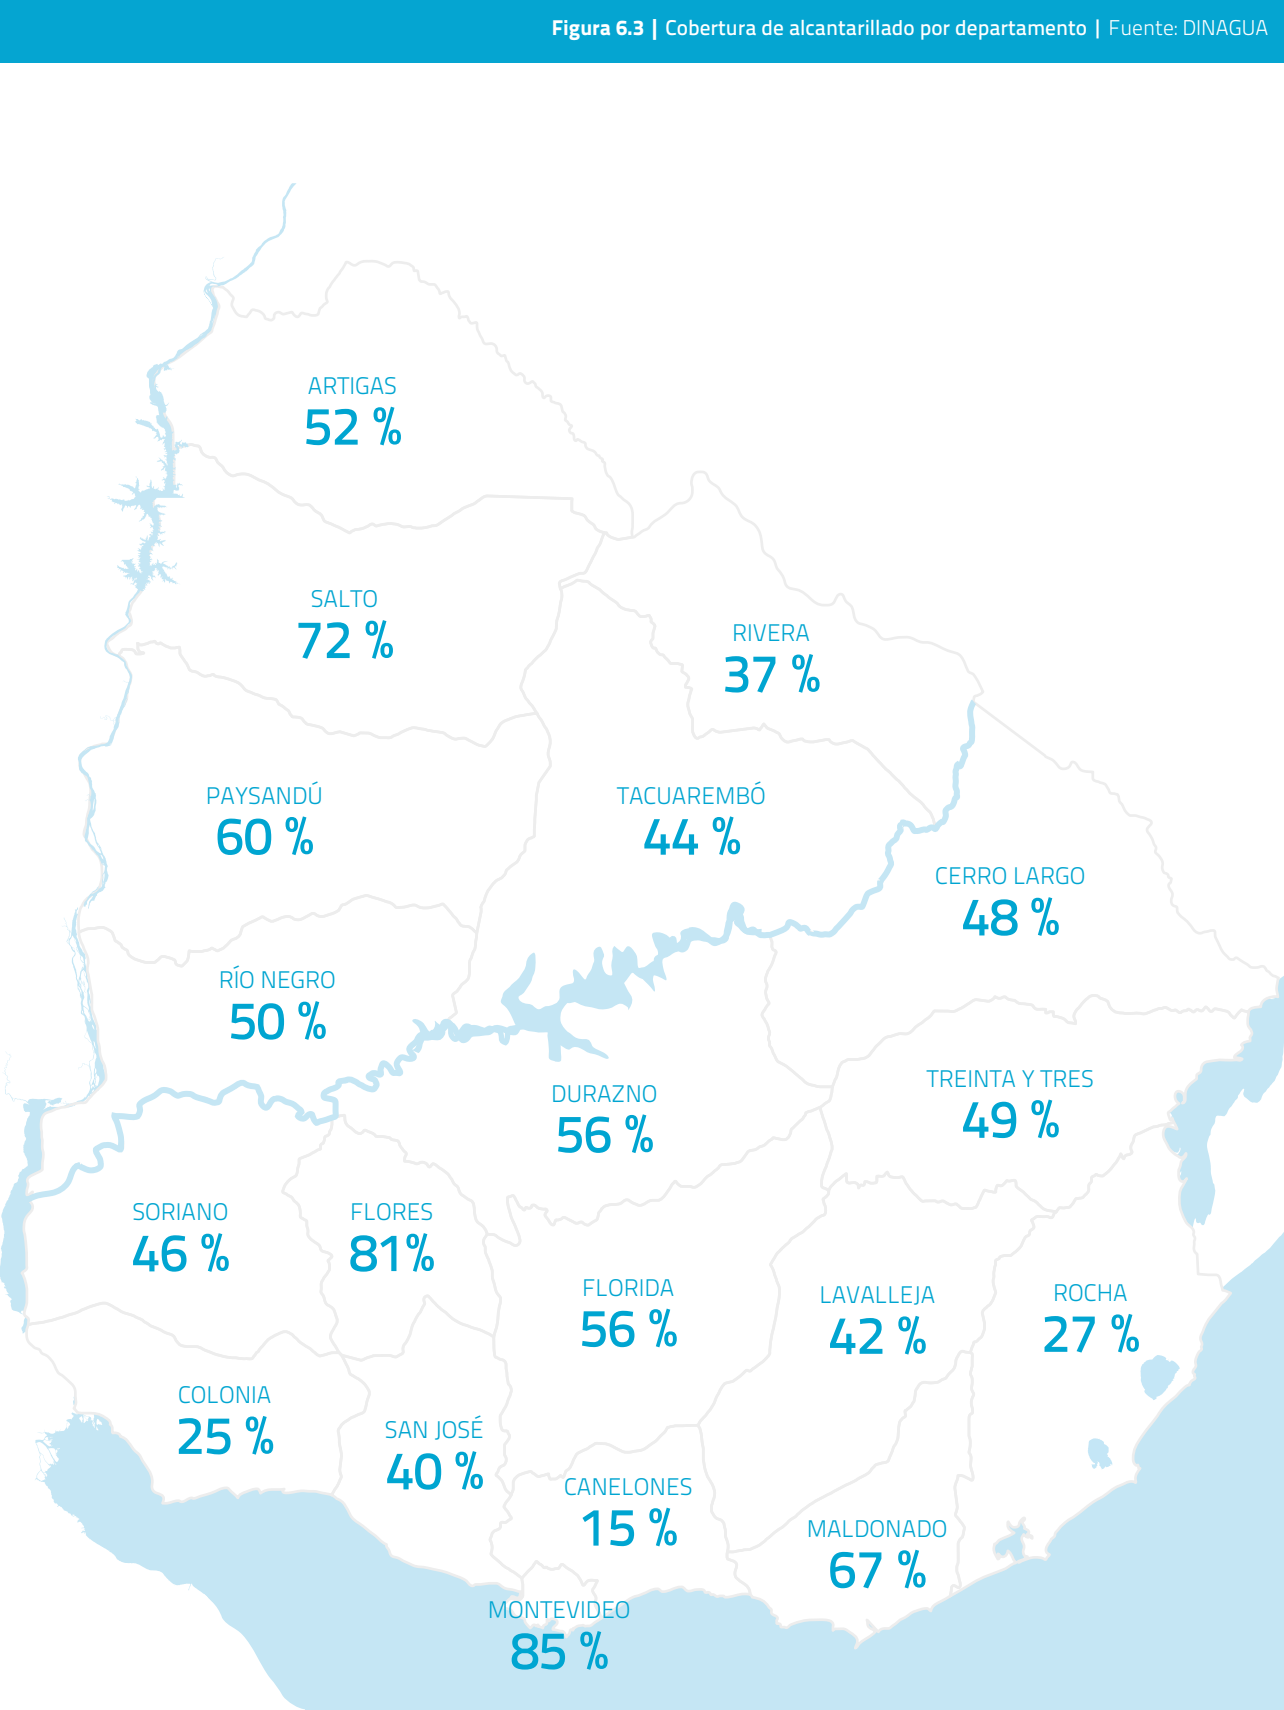 Figura 6.3 | Cobertura de alcantarillado por departamento | Fuente: DINAGUA
ARTIGAS
52 %
SALTO
72 %
RIVERA
37 %
PAYSANDÚ
60 %
TACUAREMBÓ
44 %
CERRO LARGO
48 %
RÍO NEGRO
50 %
DURAZNO
56 %
TREINTA Y TRES
49 %
SORIANO
46 %
FLORES
81%
FLORIDA
56 %
LAVALLEJA
42 %
ROCHA
27 %
COLONIA
25 %
SAN JOSÉ
40 %
CANELONES
15 %
MALDONADO
67 %
MONTEVIDEO
85 %